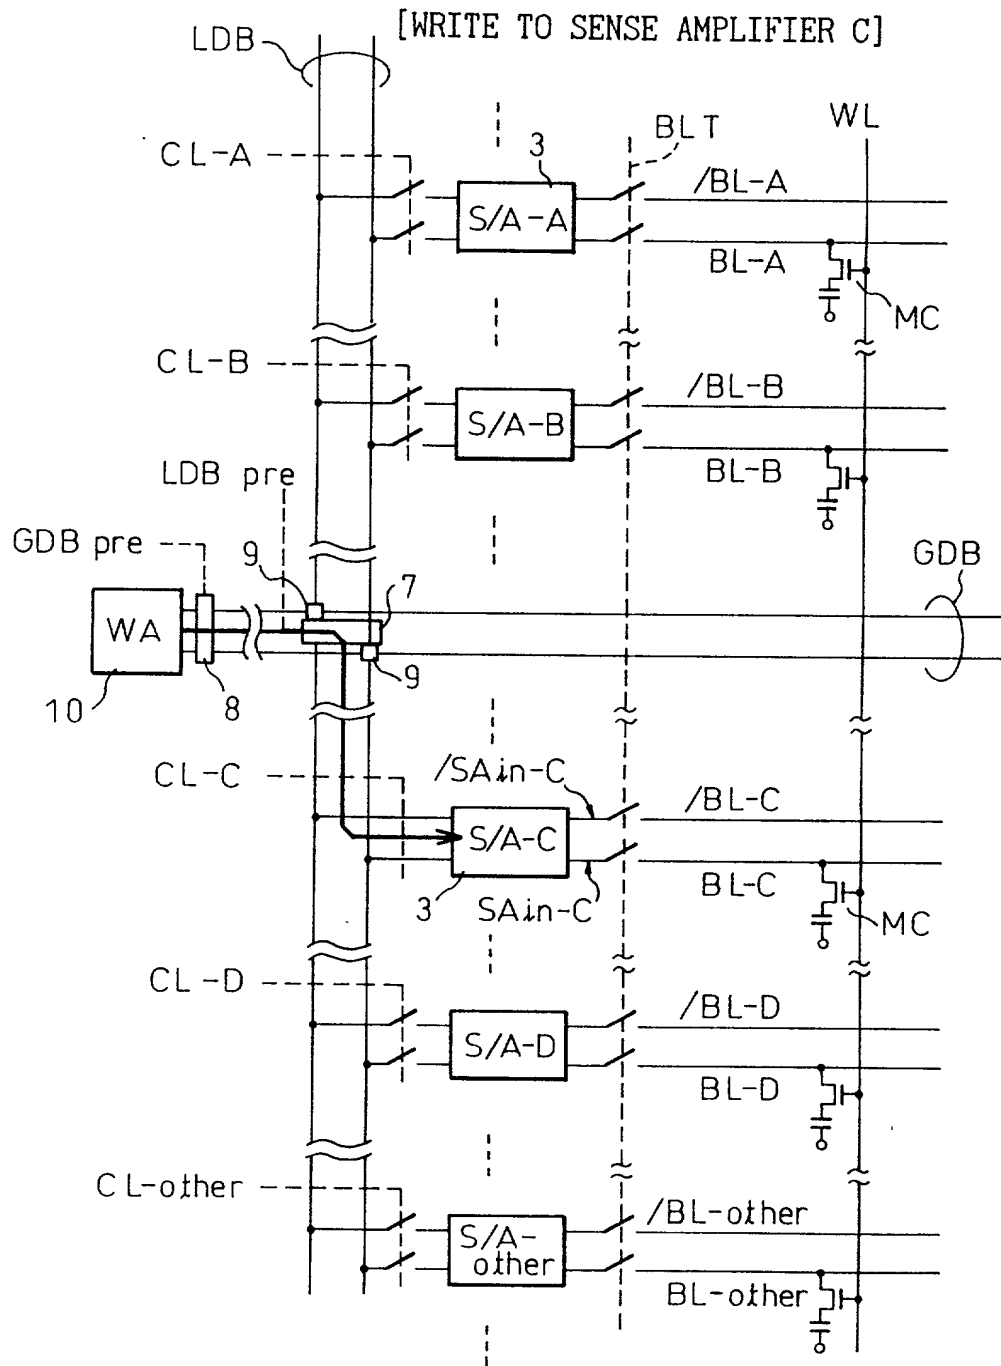 [WRITE TO SENSE AMPLIFIER C]
LDB
CL-A
3
BLT
WL
S/A-A
/BL-A
BL-A
MC
CL-B
S/A-B
/BL-B
BL-B
LDB pre
GDB pre
9
7
GDB
WA
10
8
9
CL-C
/SAin-C
/BL-C
S/A-C
3
SAin-C
BL-C
MC
CL-D
/BL-D
S/A-D
BL-D
CL-other
/BL-other
S/A-
other
BL-other